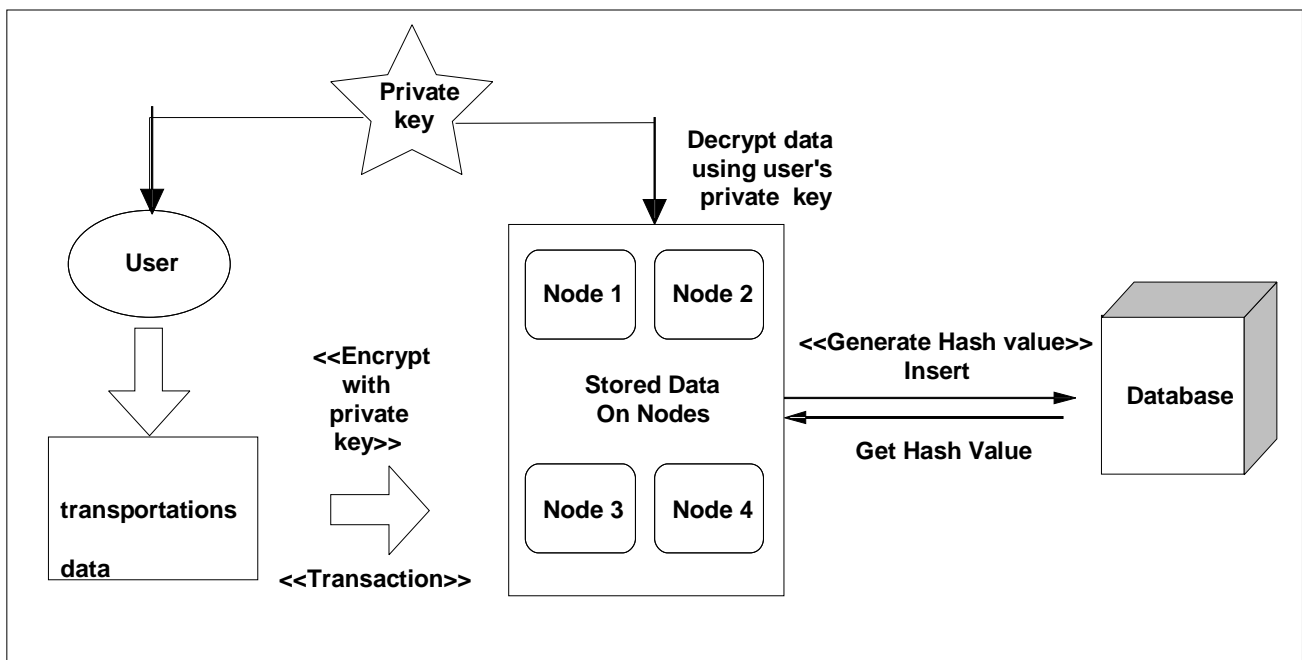 Private
key
Decrypt data
using user's
private key
User
Node 1
Node 2
<<Encrypt
with
private
key>>
<<Generate Hash value>>
Insert
Stored Data
On Nodes
Database
Get Hash Value
transportations
data
Node 3
Node 4
<<Transaction>>